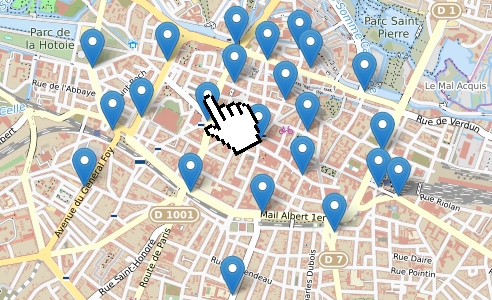 D 1
Parc Saint-
Pierre
Parc de
la Hotoie
Rue de l'Abbaye
Le Mal Acquis
Rue de Verdun
Avenue du Général Foy
D 1001
Mail Albert 1er
Rue Riolan
Rue Saint-Honoré
Route de Paris
D 7
Rue Daire
Rue Pointin